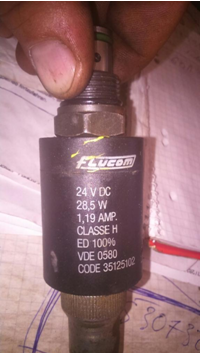 FLUCOM
24 V DC
28,5 W
1,19 AMP.
CLASSE H
ED 100%
VDE 0580
CODE 35125102